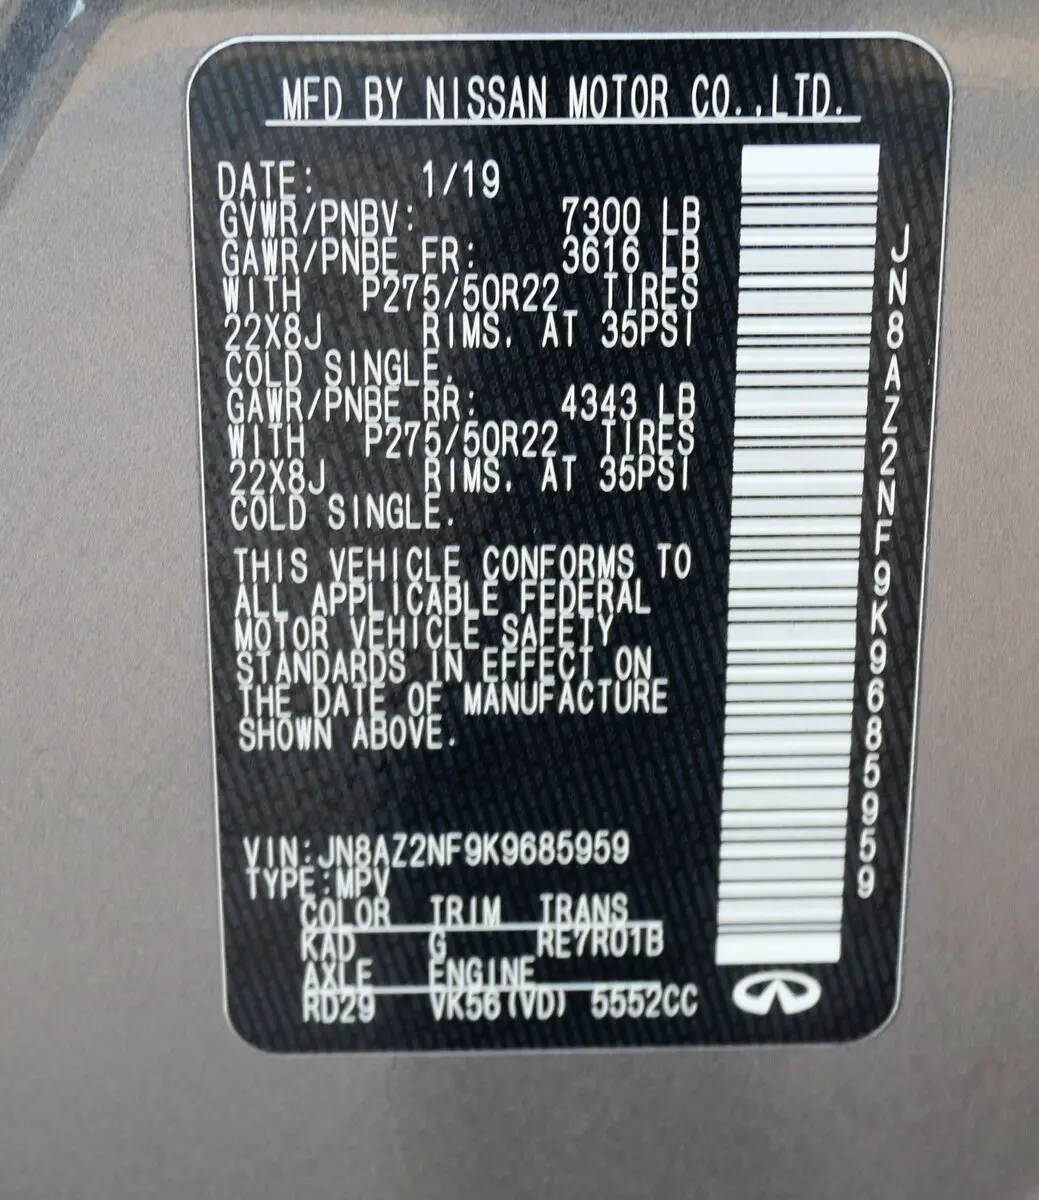 MFD BY NISSAN MOTOR CO.,LTD.
DATE: 1/19
GVWR/PNBV: 7300 LB
GAWR/PNBE FR: 3616 LB
WITH P275/50R22 TIRES
22X8J RIMS. AT 35PSI
COLD SINGLE.
GAWR/PNBE RR: 4343 LB
WITH P275/50R22 TIRES
22X8J RIMS. AT 35PSI
COLD SINGLE.
THIS VEHICLE CONFORMS TO
ALL APPLICABLE FEDERAL
MOTOR VEHICLE SAFETY
STANDARDS IN EFFECT ON
THE DATE OF MANUFACTURE
SHOWN ABOVE.
VIN:JN8AZ2NF9K9685959
TYPE:MPV
COLOR TRIM TRANS
KAD G RE7R01B
AXLE ENGINE
RD29 VK56(VD) 5552CC
JN8AZ2NF9K9685959